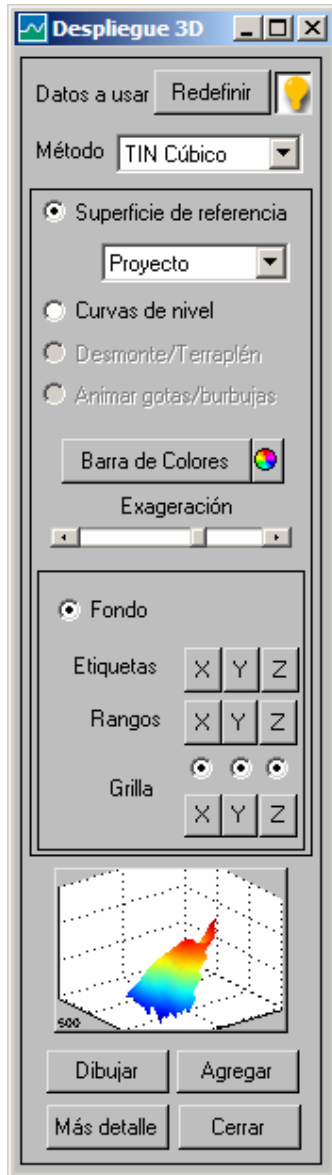 Despliegue 3D
Datos a usar Redefinir
Método TIN Cúbico
Superficie de referencia
Proyecto
Curvas de nivel
Desmonte/Terraplén
Animar gotas/burbujas
Barra de Colores
Exageración
Fondo
Etiquetas X Y Z
Rangos X Y Z
Grilla
X Y Z
500
Dibujar Agregar
Más detalle Cerrar